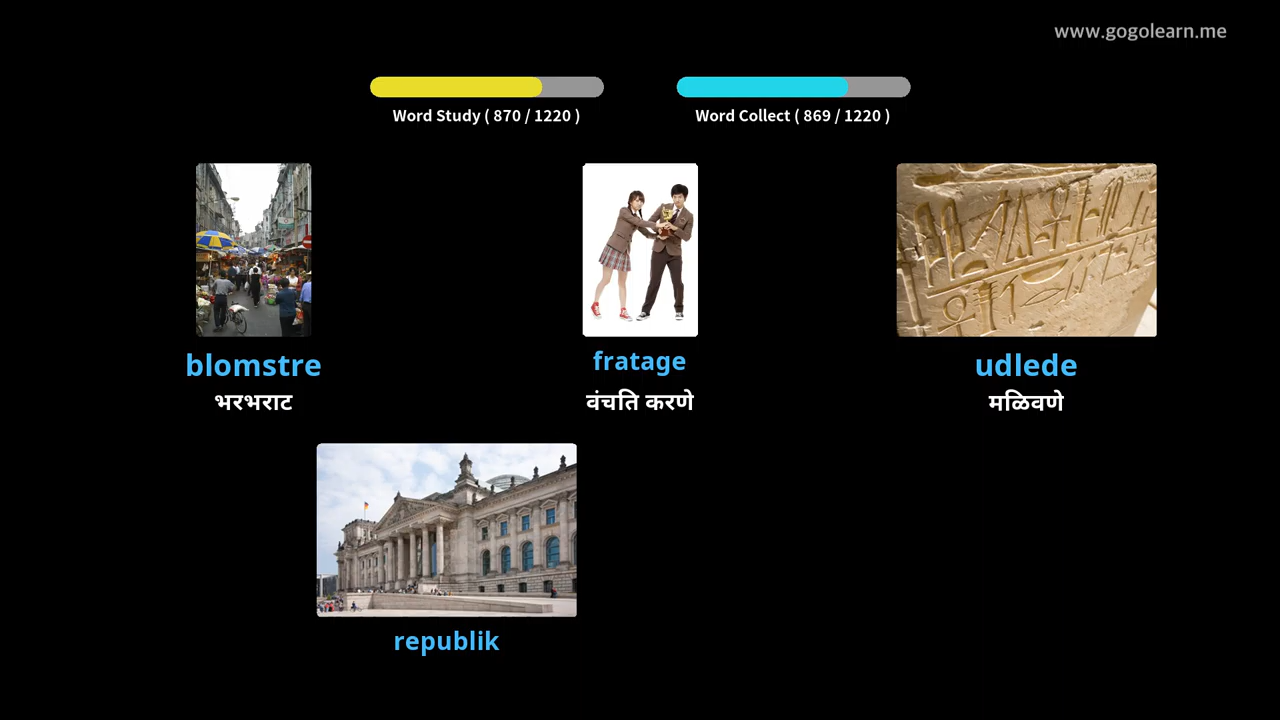 www.gogolearn.me
Word Study ( 870 / 1220 )
Word Collect ( 869 / 1220 )
blomstre
भरभराट
fratage
वंचति करणे
udlede
मळिवणे
republik